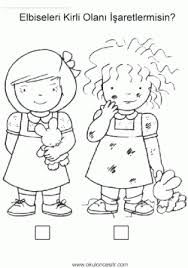 Elbiseleri Kirli Olanı İşaretlermisin?
www.okuloncesitr.com